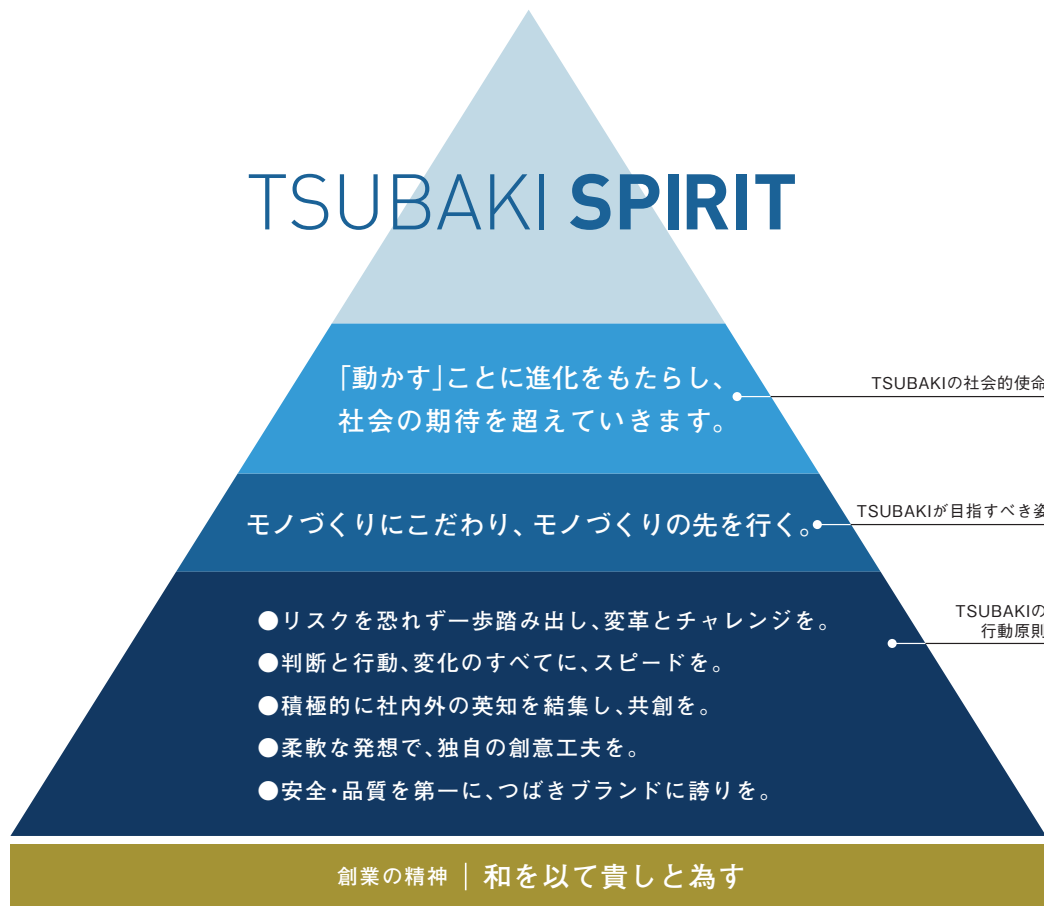 TSUBAKI SPIRIT
「動かす」ことに進化をもたらし、
社会の期待を超えていきます。
TSUBAKIの社会的使命
モノづくりにこだわり、モノづくりの先を行く。
TSUBAKIが目指すべき姿
TSUBAKIの
行動原則
●リスクを恐れず一歩踏み出し、変革とチャレンジを。
●判断と行動、変化のすべてに、スピードを。
●積極的に社内外の英知を結集し、共創を。
●柔軟な発想で、独自の創意工夫を。
●安全・品質を第一に、つばきブランドに誇りを。
創業の精神｜和を以て貴しと為す